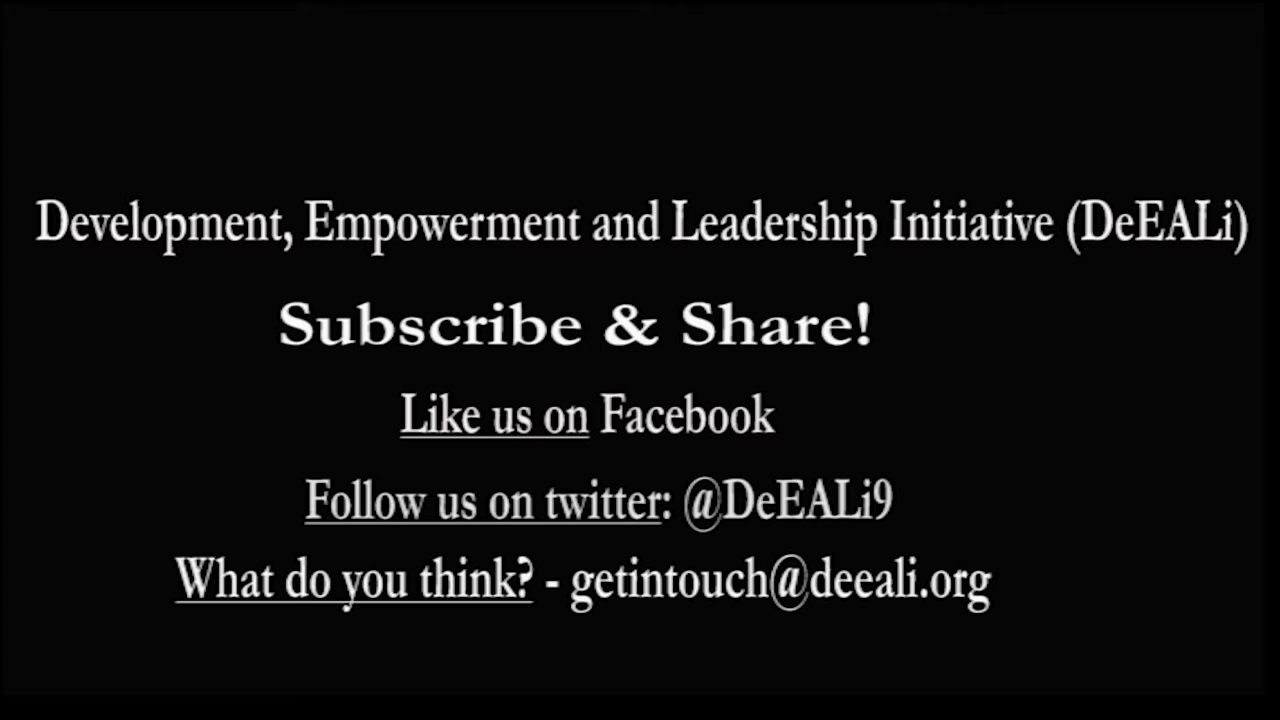 Development, Empowerment and Leadership Initiative (DeEALi)
Subscribe & Share!
Like us on Facebook
Follow us on twitter: @DeEALi9
What do you think? - getintouch@deeali.org